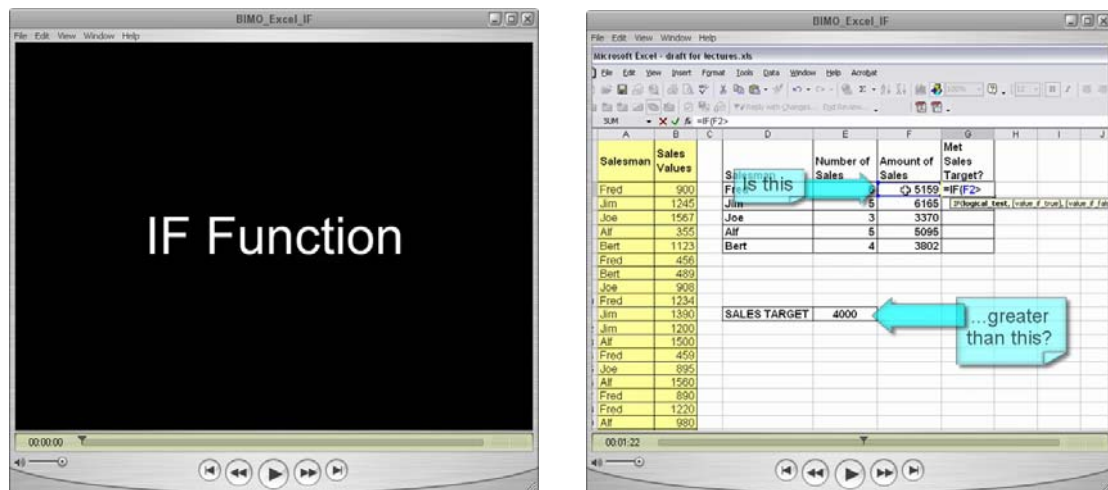 BIMO_Excel_IF
File Edit View Window Help
IF Function
00:00:00
BIMO_Excel_IF
File Edit View Window Help
Microsoft Excel - draft for lectures.xls
File Edit View Insert Format Tools Data Window Help Acrobat
SUM =IF(F2>
A B C D E F G H I J
Salesman Sales Values Salesman Number of Sales Amount of Sales Met Sales Target?
Fred 900 Fred 5159 =IF(F2>
Is this
Jim 1245 Jim 5 6165
IF(logical_test, [value_if_true], [value_if_fal
Joe 1567 Joe 3 3370
Alf 355 Alf 5 5095
Bert 1123 Bert 4 3802
Fred 456
Bert 489
Joe 908
Fred 1234
Jim 1390 SALES TARGET 4000
...greater
than this?
Jim 1200
Alf 1500
Fred 459
Joe 895
Alf 1560
Fred 890
Fred 1220
Alf 980
00:01:22